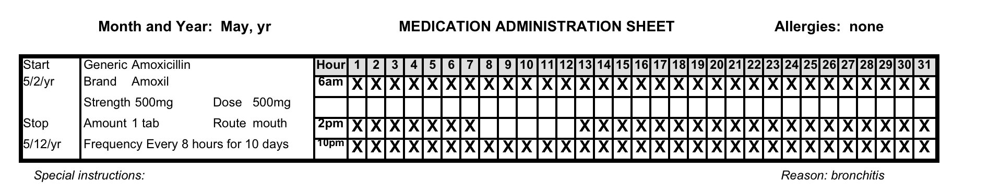 Month and Year: May, yr MEDICATION ADMINISTRATION SHEET Allergies: none
Start Generic Amoxicillin Hour 1 2 3 4 5 6 7 8 9 10 11 12 13 14 15 16 17 18 19 20 21 22 23 24 25 26 27 28 29 30 31
5/2/yr Brand Amoxil 6am X X X X X X X X X X X X X X X X X X X X X X X X X X X X X X X
Strength 500mg Dose 500mg
Stop Amount 1 tab Route mouth 2pm X X X X X X X X X X X X X X X X X X X X X X X X X X
5/12/yr Frequency Every 8 hours for 10 days 10pm X X X X X X X X X X X X X X X X X X X X X X X X X X X X X X X
Special instructions: Reason: bronchitis